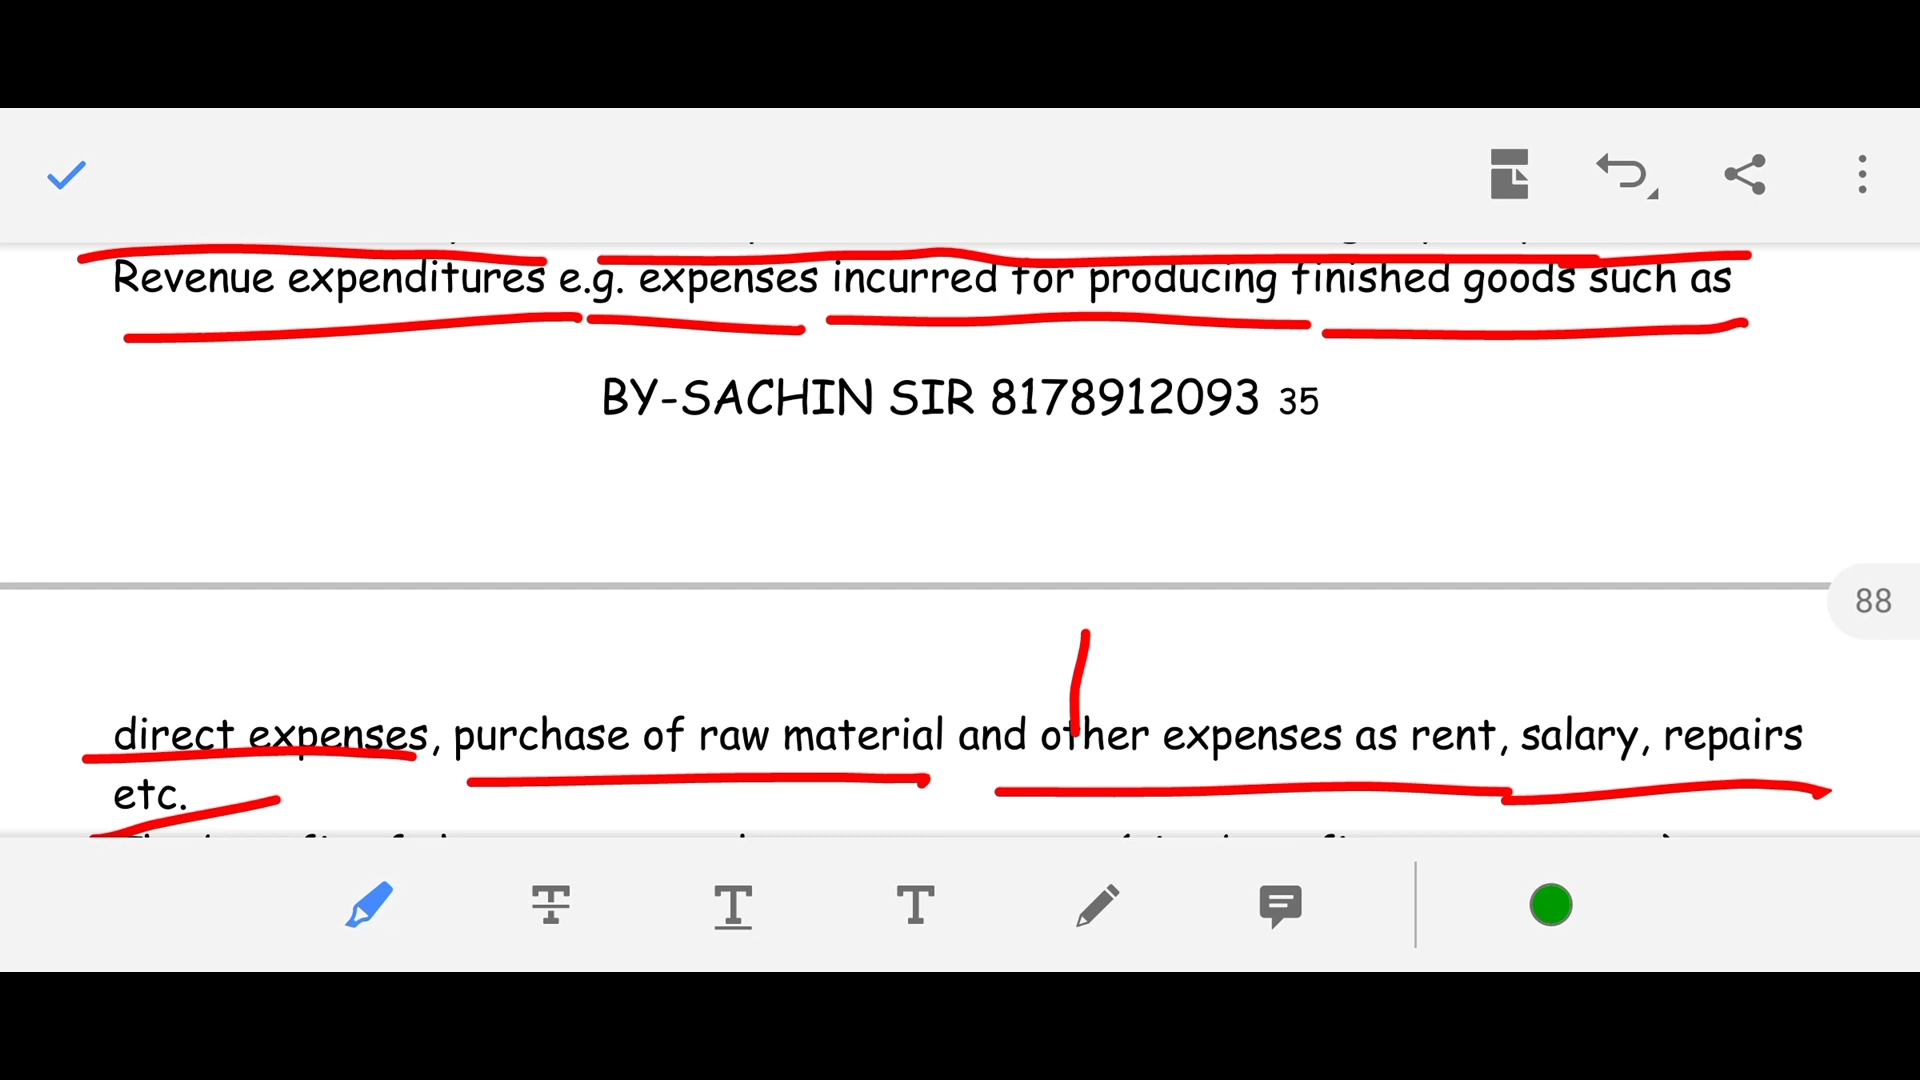 Revenue expenditures e.g. expenses incurred for producing finished goods such as
BY-SACHIN SIR 8178912093 35
88
direct expenses, purchase of raw material and other expenses as rent, salary, repairs
etc.